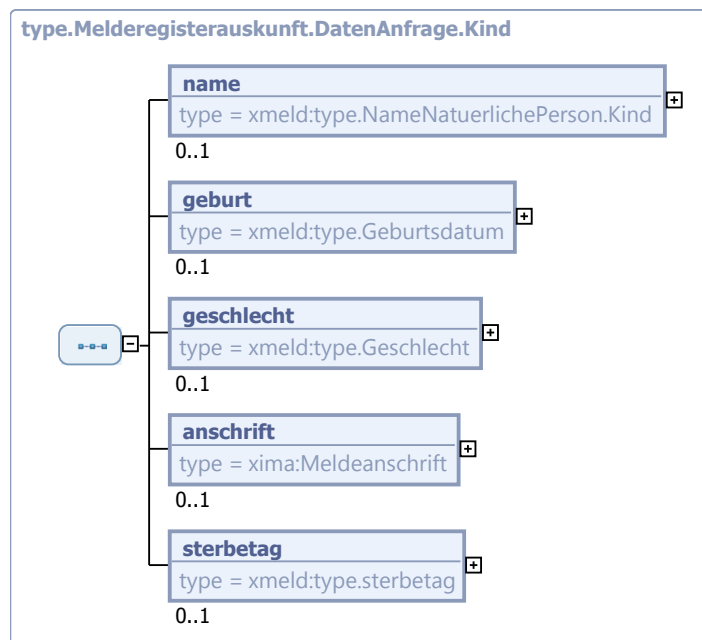 type.Melderegisterauskunft.DatenAnfrage.Kind
name
type = xmeld:type.NameNatuerlichePerson.Kind
0..1
geburt
type = xmeld:type.Geburtsdatum
0..1
geschlecht
type = xmeld:type.Geschlecht
0..1
anschrift
type = xima:Meldeanschrift
0..1
sterbetag
type = xmeld:type.sterbetag
0..1